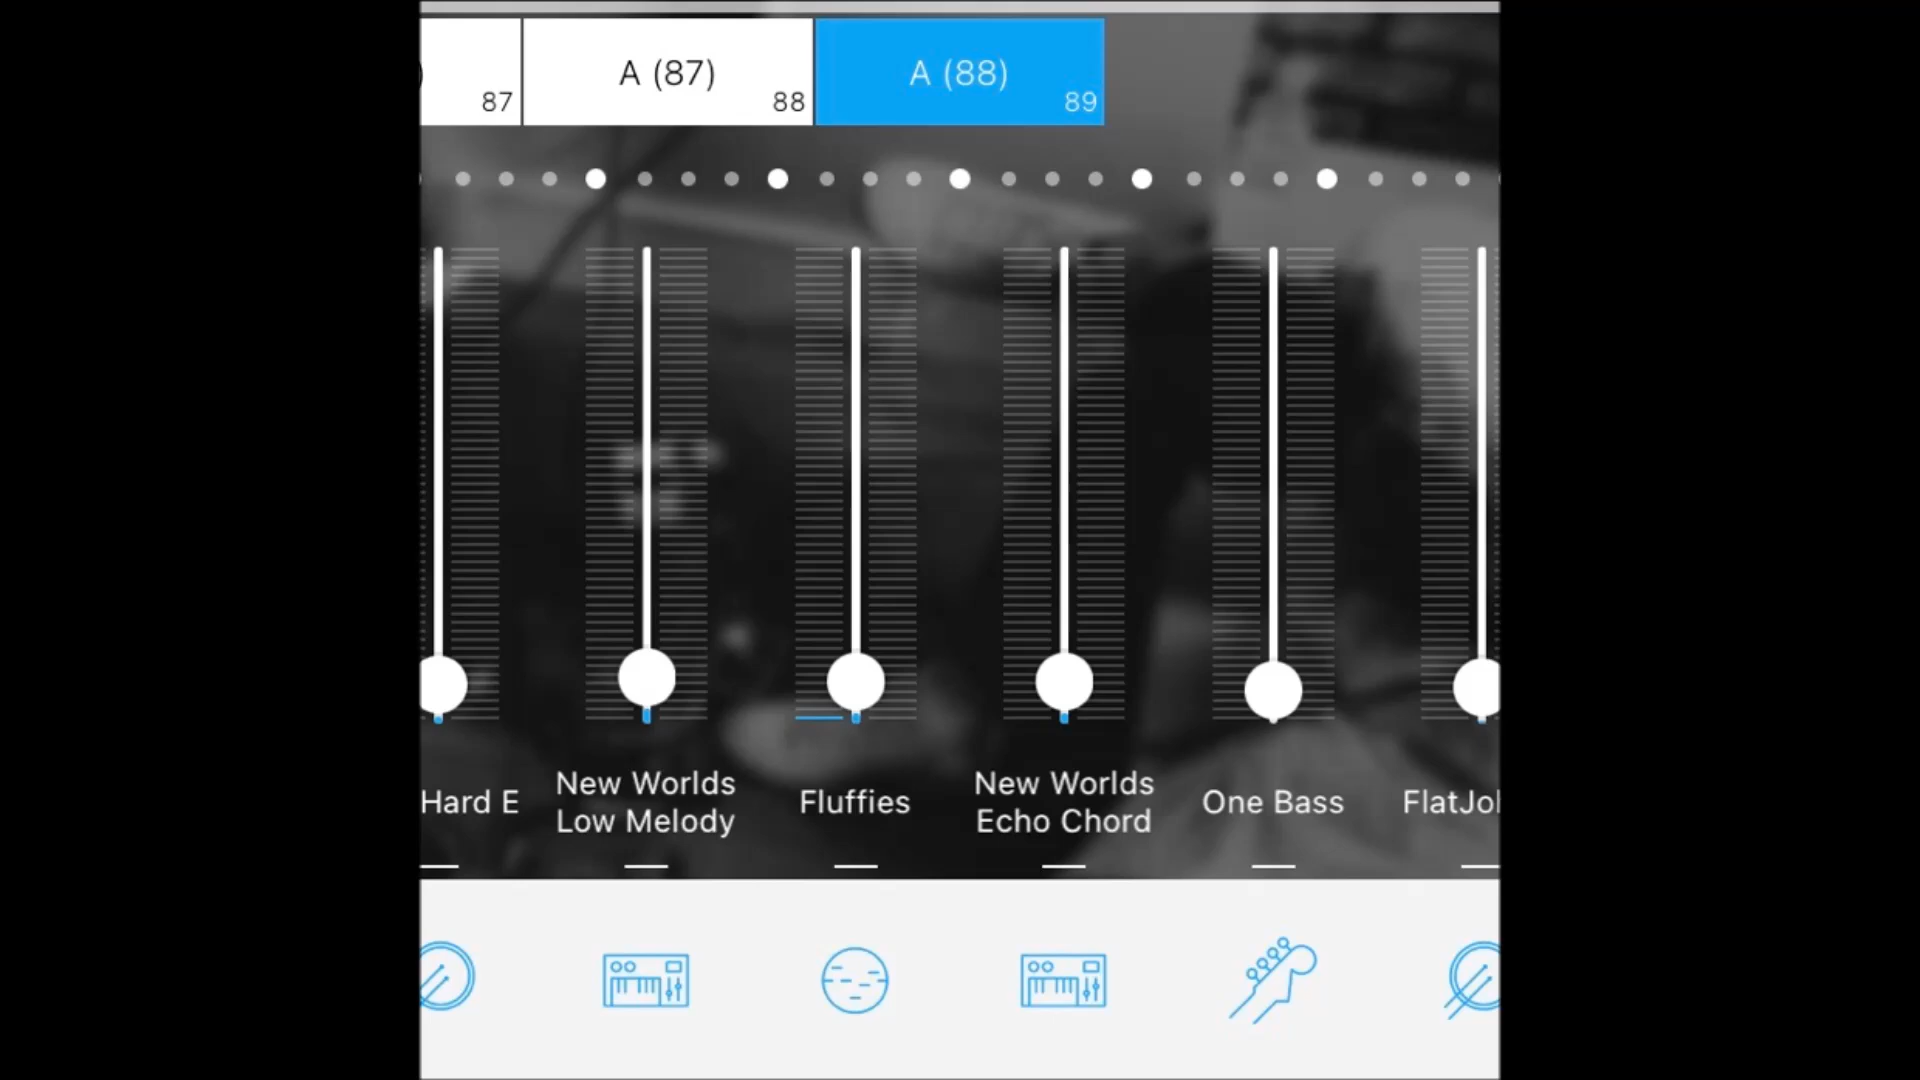 87
A (87)
88
A (88)
89
Hard E
New Worlds
Low Melody
Fluffies
New Worlds
Echo Chord
One Bass